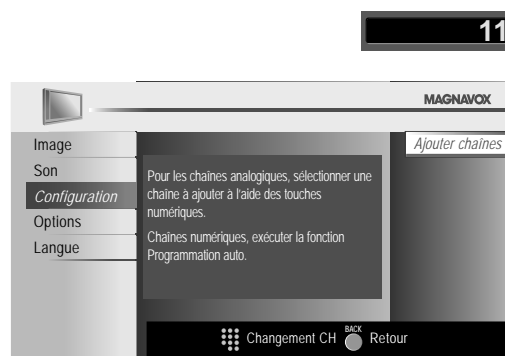 11
MAGNAVOX
Image
Son
Configuration
Options
Langue
Ajouter chaînes
Pour les chaînes analogiques, sélectionner une
chaîne à ajouter à l'aide des touches
numériques.
Chaînes numériques, exécuter la fonction
Programmation auto.
Changement CH BACK Retour